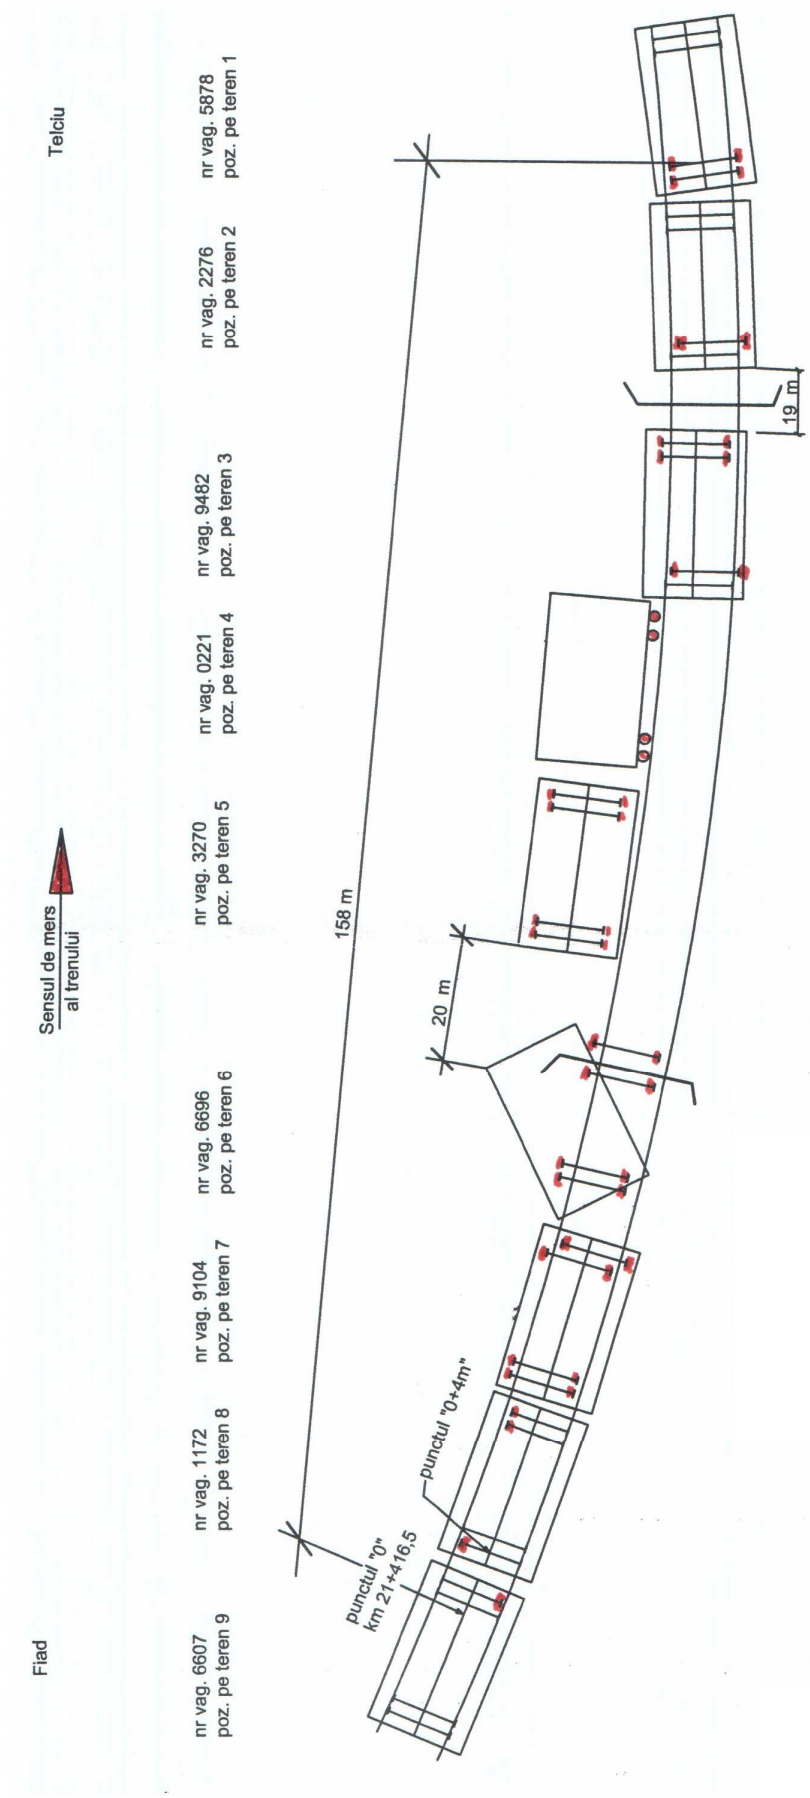 Fiad
Telciu
Sensul de mers
al trenului
nr vag. 6607
poz. pe teren 9
nr vag. 1172
poz. pe teren 8
nr vag. 9104
poz. pe teren 7
nr vag. 6696
poz. pe teren 6
nr vag. 3270
poz. pe teren 5
nr vag. 0221
poz. pe teren 4
nr vag. 9482
poz. pe teren 3
nr vag. 2276
poz. pe teren 2
nr vag. 5878
poz. pe teren 1
158 m
punctul "0"
km 21+416,5
punctul "0+4m"
20 m
19 m